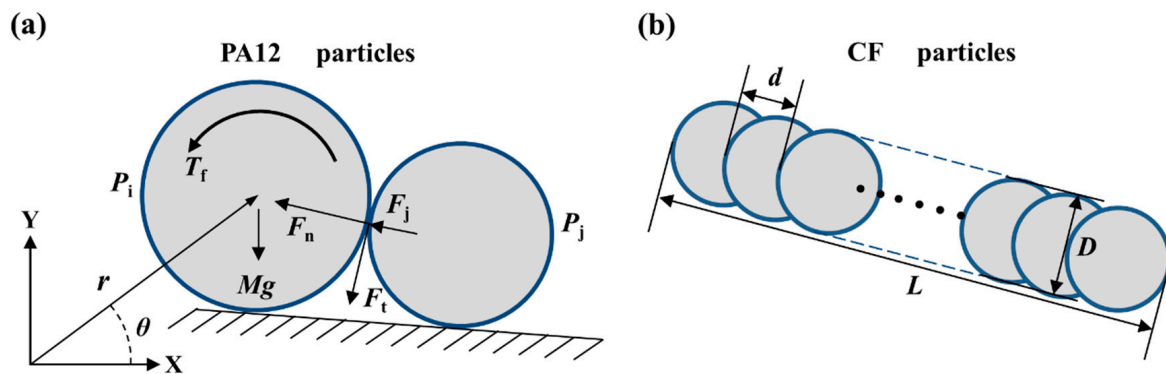 (a)
PA12 particles
T_f
P_i
F_j
F_n
P_j
Y
r
Mg
F_t
θ
X
(b)
CF particles
d
D
L